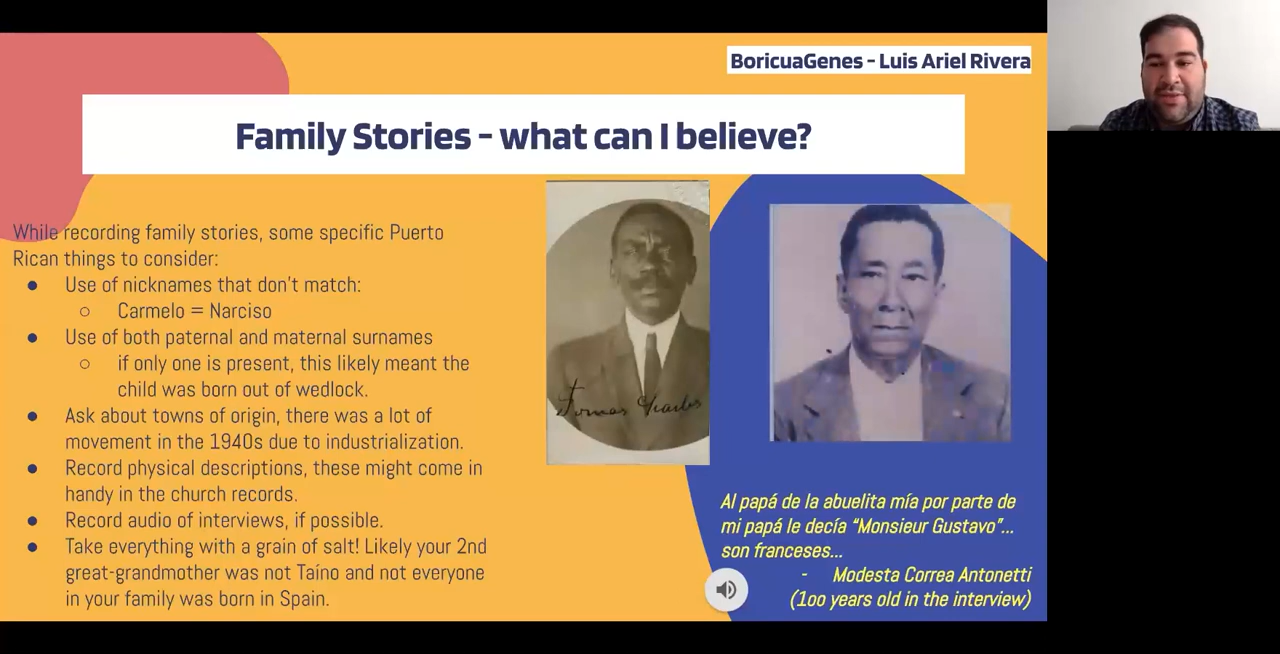 BoricuaGenes - Luis Ariel Rivera
Family Stories - what can I believe?
While recording family stories, some specific Puerto
Rican things to consider:
● Use of nicknames that don't match:
○ Carmelo = Narciso
● Use of both paternal and maternal surnames
○ if only one is present, this likely meant the
child was born out of wedlock.
● Ask about towns of origin, there was a lot of
movement in the 1940s due to industrialization.
● Record physical descriptions, these might come in
handy in the church records.
● Record audio of interviews, if possible.
● Take everything with a grain of salt! Likely your 2nd
great-grandmother was not Taíno and not everyone
in your family was born in Spain.
Tomas Charles
Al papá de la abuelita mía por parte de
mi papá le decía “Monsieur Gustavo”...
son franceses...
- Modesta Correa Antonetti
(1oo years old in the interview)